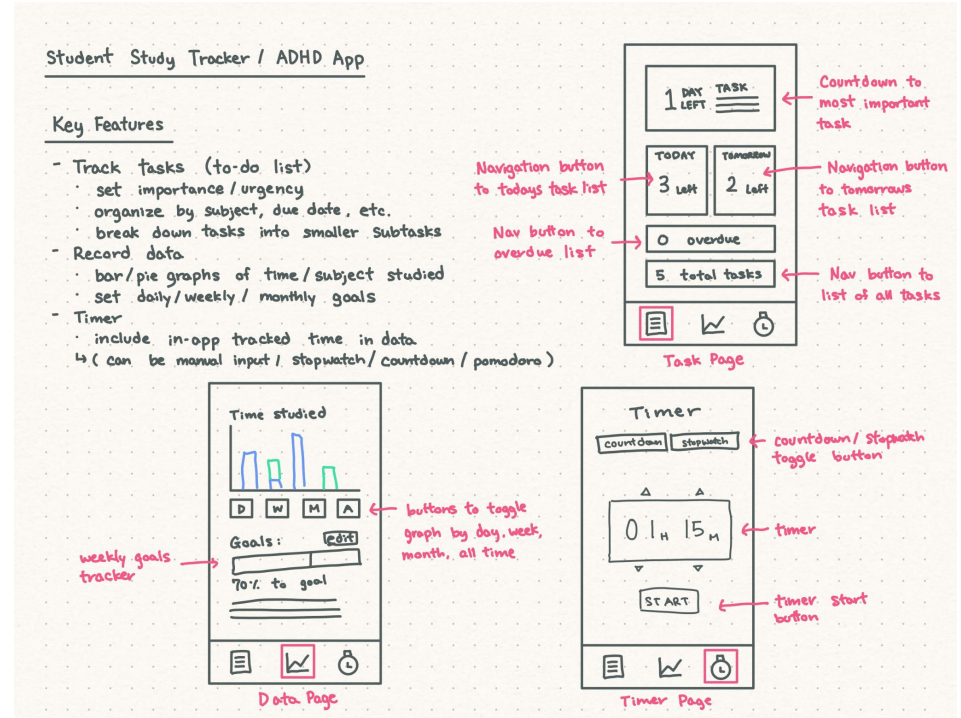 Student Study Tracker / ADHD App
Key Features
- Track tasks (to-do list)
· set importance/urgency
· organize by subject, due date, etc.
· break down tasks into smaller subtasks
- Record data
· bar/pie graphs of time/subject studied
· set daily/weekly/monthly goals
- Timer
· include in-app tracked time in data
↳ (can be manual input/stopwatch/countdown/pomodoro)
1 DAY LEFT
TASK
Countdown to
most important
task
Navigation button
to todays task list
TODAY
3 Left
TOMORROW
2 Left
Navigation button
to tomorrows
task list
Nav button to
overdue list
0 overdue
5 total tasks
Nav button to
list of all tasks
Task Page
Time studied
D W M A
buttons to toggle
graph by day, week,
month, all time
Goals: edit
weekly goals
tracker
70% to goal
Data Page
Timer
countdown stopwatch
countdown/stopwatch
toggle button
01H 15M
timer
START
timer start
button
Timer Page